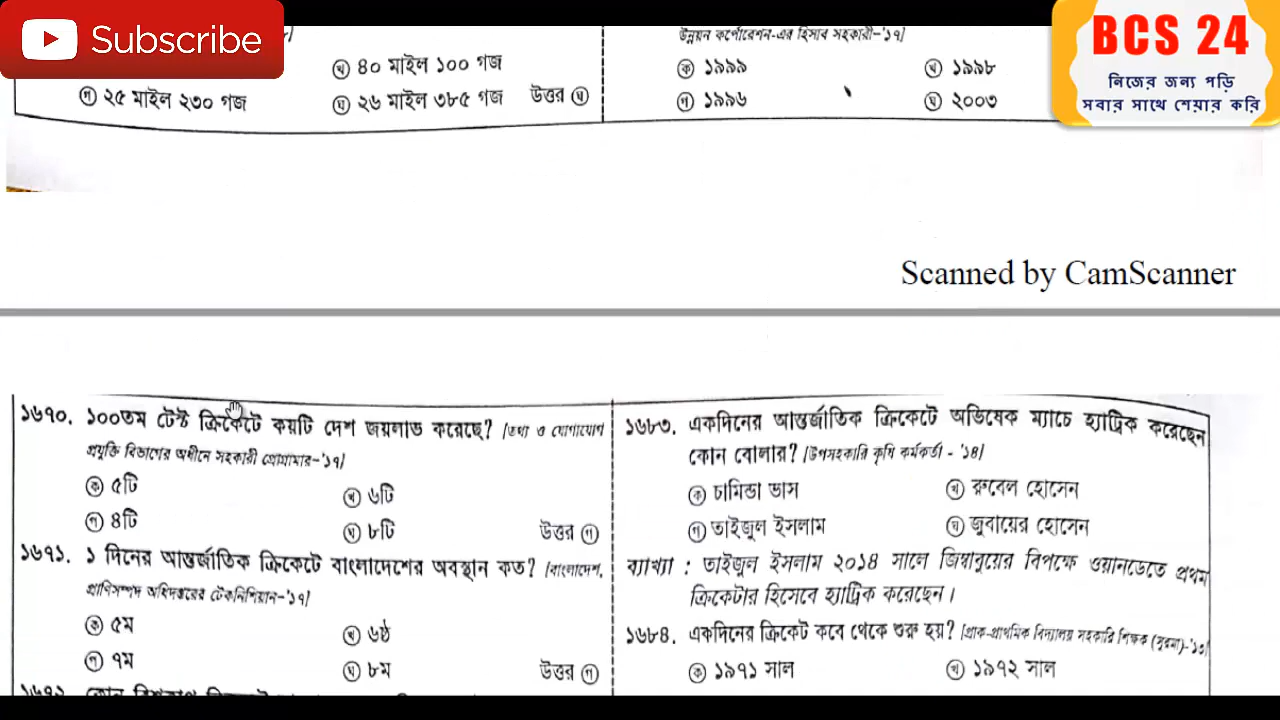 Subscribe
BCS 24
নিজের জন্য পড়ি
সবার সাথে শেয়ার করি
খ ৪০ মাইল ১০০ গজ
গ ২৫ মাইল ২৩০ গজ
ঘ ২৬ মাইল ৩৮৫ গজ
উত্তর ঘ
উন্নয়ন কর্পোরেশন-এর হিসাব সহকারী-'১৭/
ক ১৯৯৯
খ ১৯৯৮
গ ১৯৯৬
ঘ ২০০৩
Scanned by CamScanner
১৬৭০. ১০০তম টেস্ট ক্রিকেটে কয়টি দেশ জয়লাভ করেছে? /তথ্য ও যোগাযোগ
প্রযুক্তি বিভাগের অধীনে সহকারী প্রোগ্রামার-'১৭/
ক ৫টি
খ ৬টি
গ ৪টি
ঘ ৮টি
উত্তর গ
১৬৭১. ১ দিনের আন্তর্জাতিক ক্রিকেটে বাংলাদেশের অবস্থান কত? /বাংলাদেশ,
প্রাণিসম্পদ অধিদপ্তরের টেকনিশিয়ান-'১৭/
ক ৫ম
খ ৬ষ্ঠ
গ ৭ম
ঘ ৮ম
উত্তর গ
১৬৭২.
১৬৮৩. একদিনের আন্তর্জাতিক ক্রিকেটে অভিষেক ম্যাচে হ্যাট্রিক করেছেন
কোন বোলার? /উপসহকারি কৃষি কর্মকর্তা - '১৪/
ক চামিন্ডা ভাস
খ রুবেল হোসেন
গ তাইজুল ইসলাম
ঘ জুবায়ের হোসেন
ব্যাখ্যা : তাইজুল ইসলাম ২০১৪ সালে জিম্বাবুয়ের বিপক্ষে ওয়ানডেতে প্রথম
ক্রিকেটার হিসেবে হ্যাট্রিক করেছেন।
১৬৮৪. একদিনের ক্রিকেট কবে থেকে শুরু হয়? /প্রাক-প্রাথমিক বিদ্যালয় সহকারি শিক্ষক (সুরমা)-'১৩/
ক ১৯৭১ সাল
খ ১৯৭২ সাল